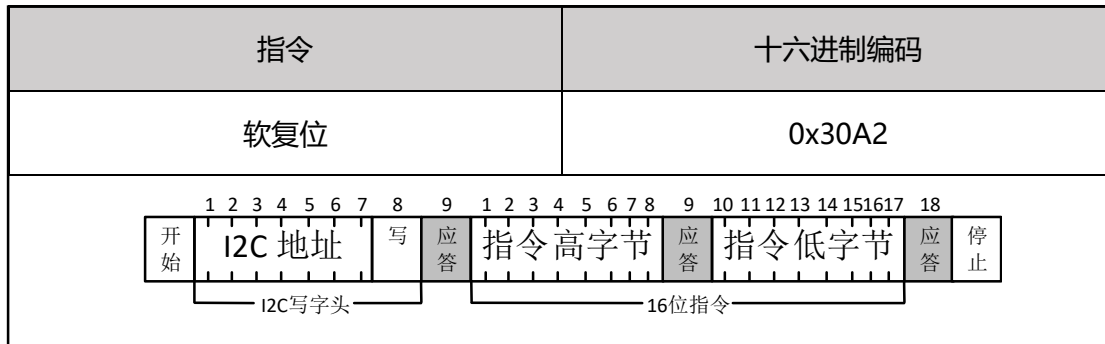 指令 十六进制编码
软复位 0x30A2
1 2 3 4 5 6 7 8 9 1 2 3 4 5 6 7 8 9 10 11 12 13 14 15 16 17 18
开始 I2C 地址 写 应答 指令高字节 应答 指令低字节 应答 停止
I2C写字头 16位指令